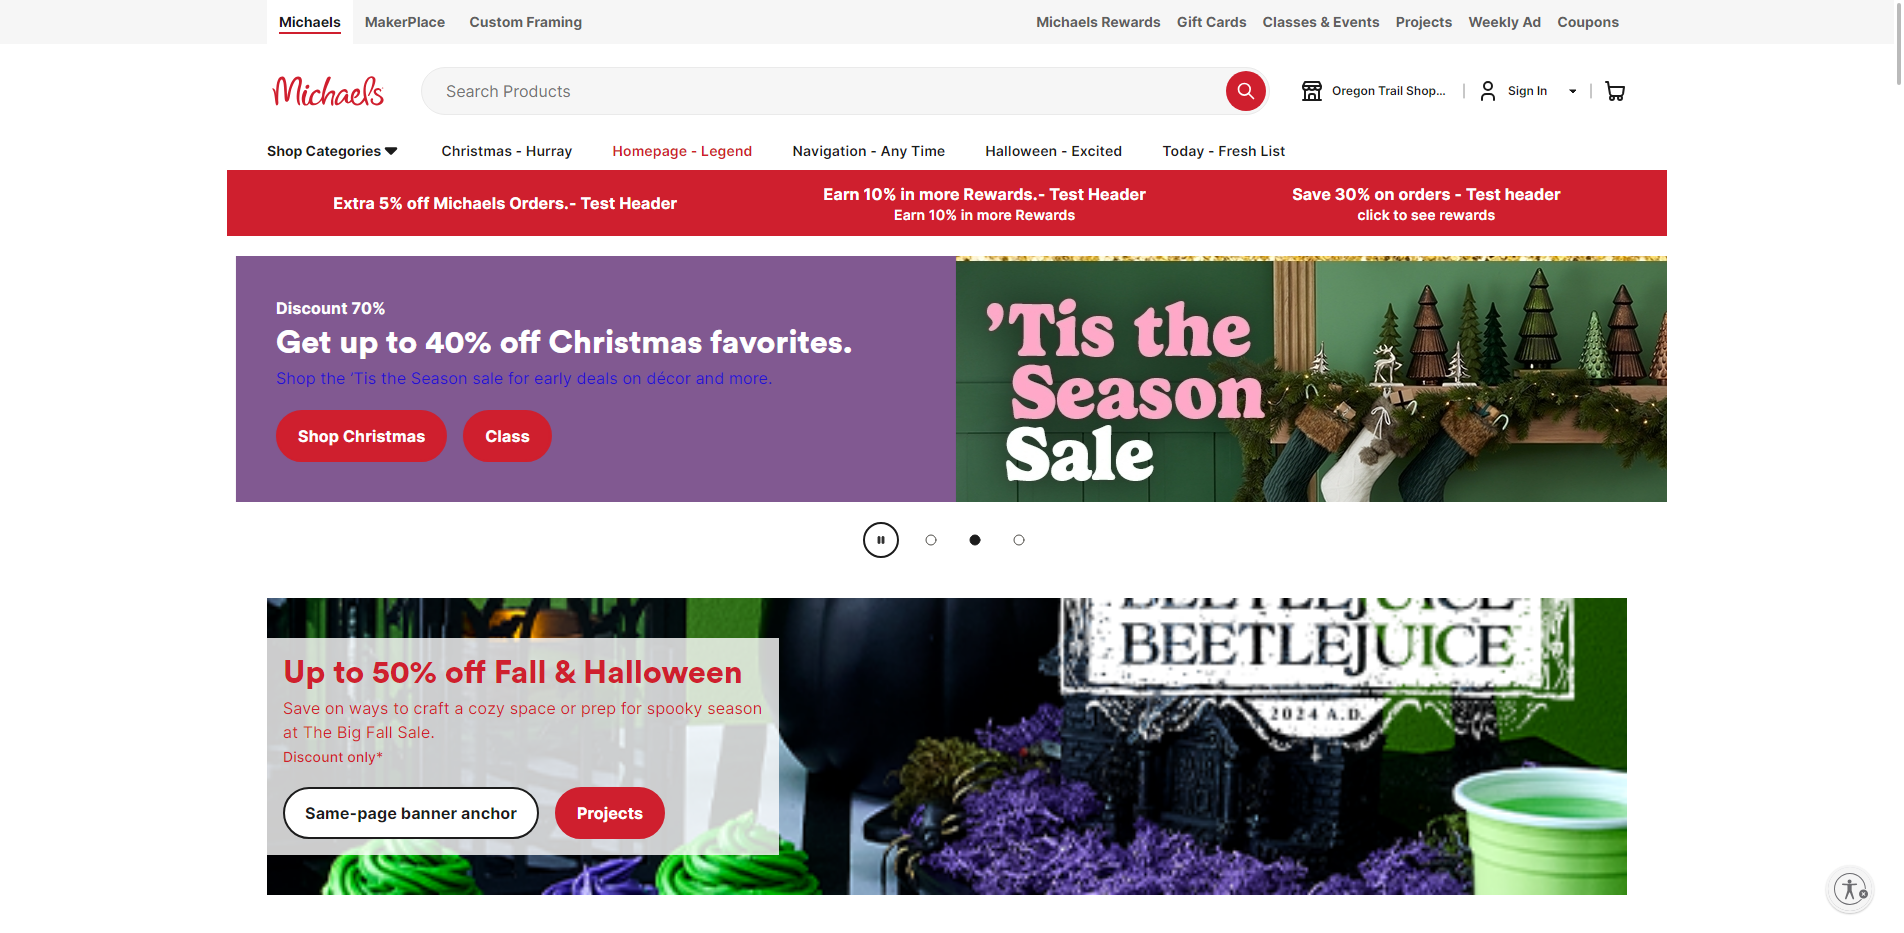 Michaels MakerPlace Custom Framing Michaels Rewards Gift Cards Classes & Events Projects Weekly Ad Coupons
Michaels Search Products Oregon Trail Shop... Sign In
Shop Categories Christmas - Hurray Homepage - Legend Navigation - Any Time Halloween - Excited Today - Fresh List
Extra 5% off Michaels Orders.- Test Header
Earn 10% in more Rewards.- Test Header
Earn 10% in more Rewards
Save 30% on orders - Test header
click to see rewards
Discount 70%
Get up to 40% off Christmas favorites.
Shop the ‘Tis the Season sale for early deals on décor and more.
Shop Christmas Class
’Tis the
Season
Sale
Up to 50% off Fall & Halloween
Save on ways to craft a cozy space or prep for spooky season
at The Big Fall Sale.
Discount only*
Same-page banner anchor Projects
BEETLEJUICE
BEETLEJUICE
2024 A.D.